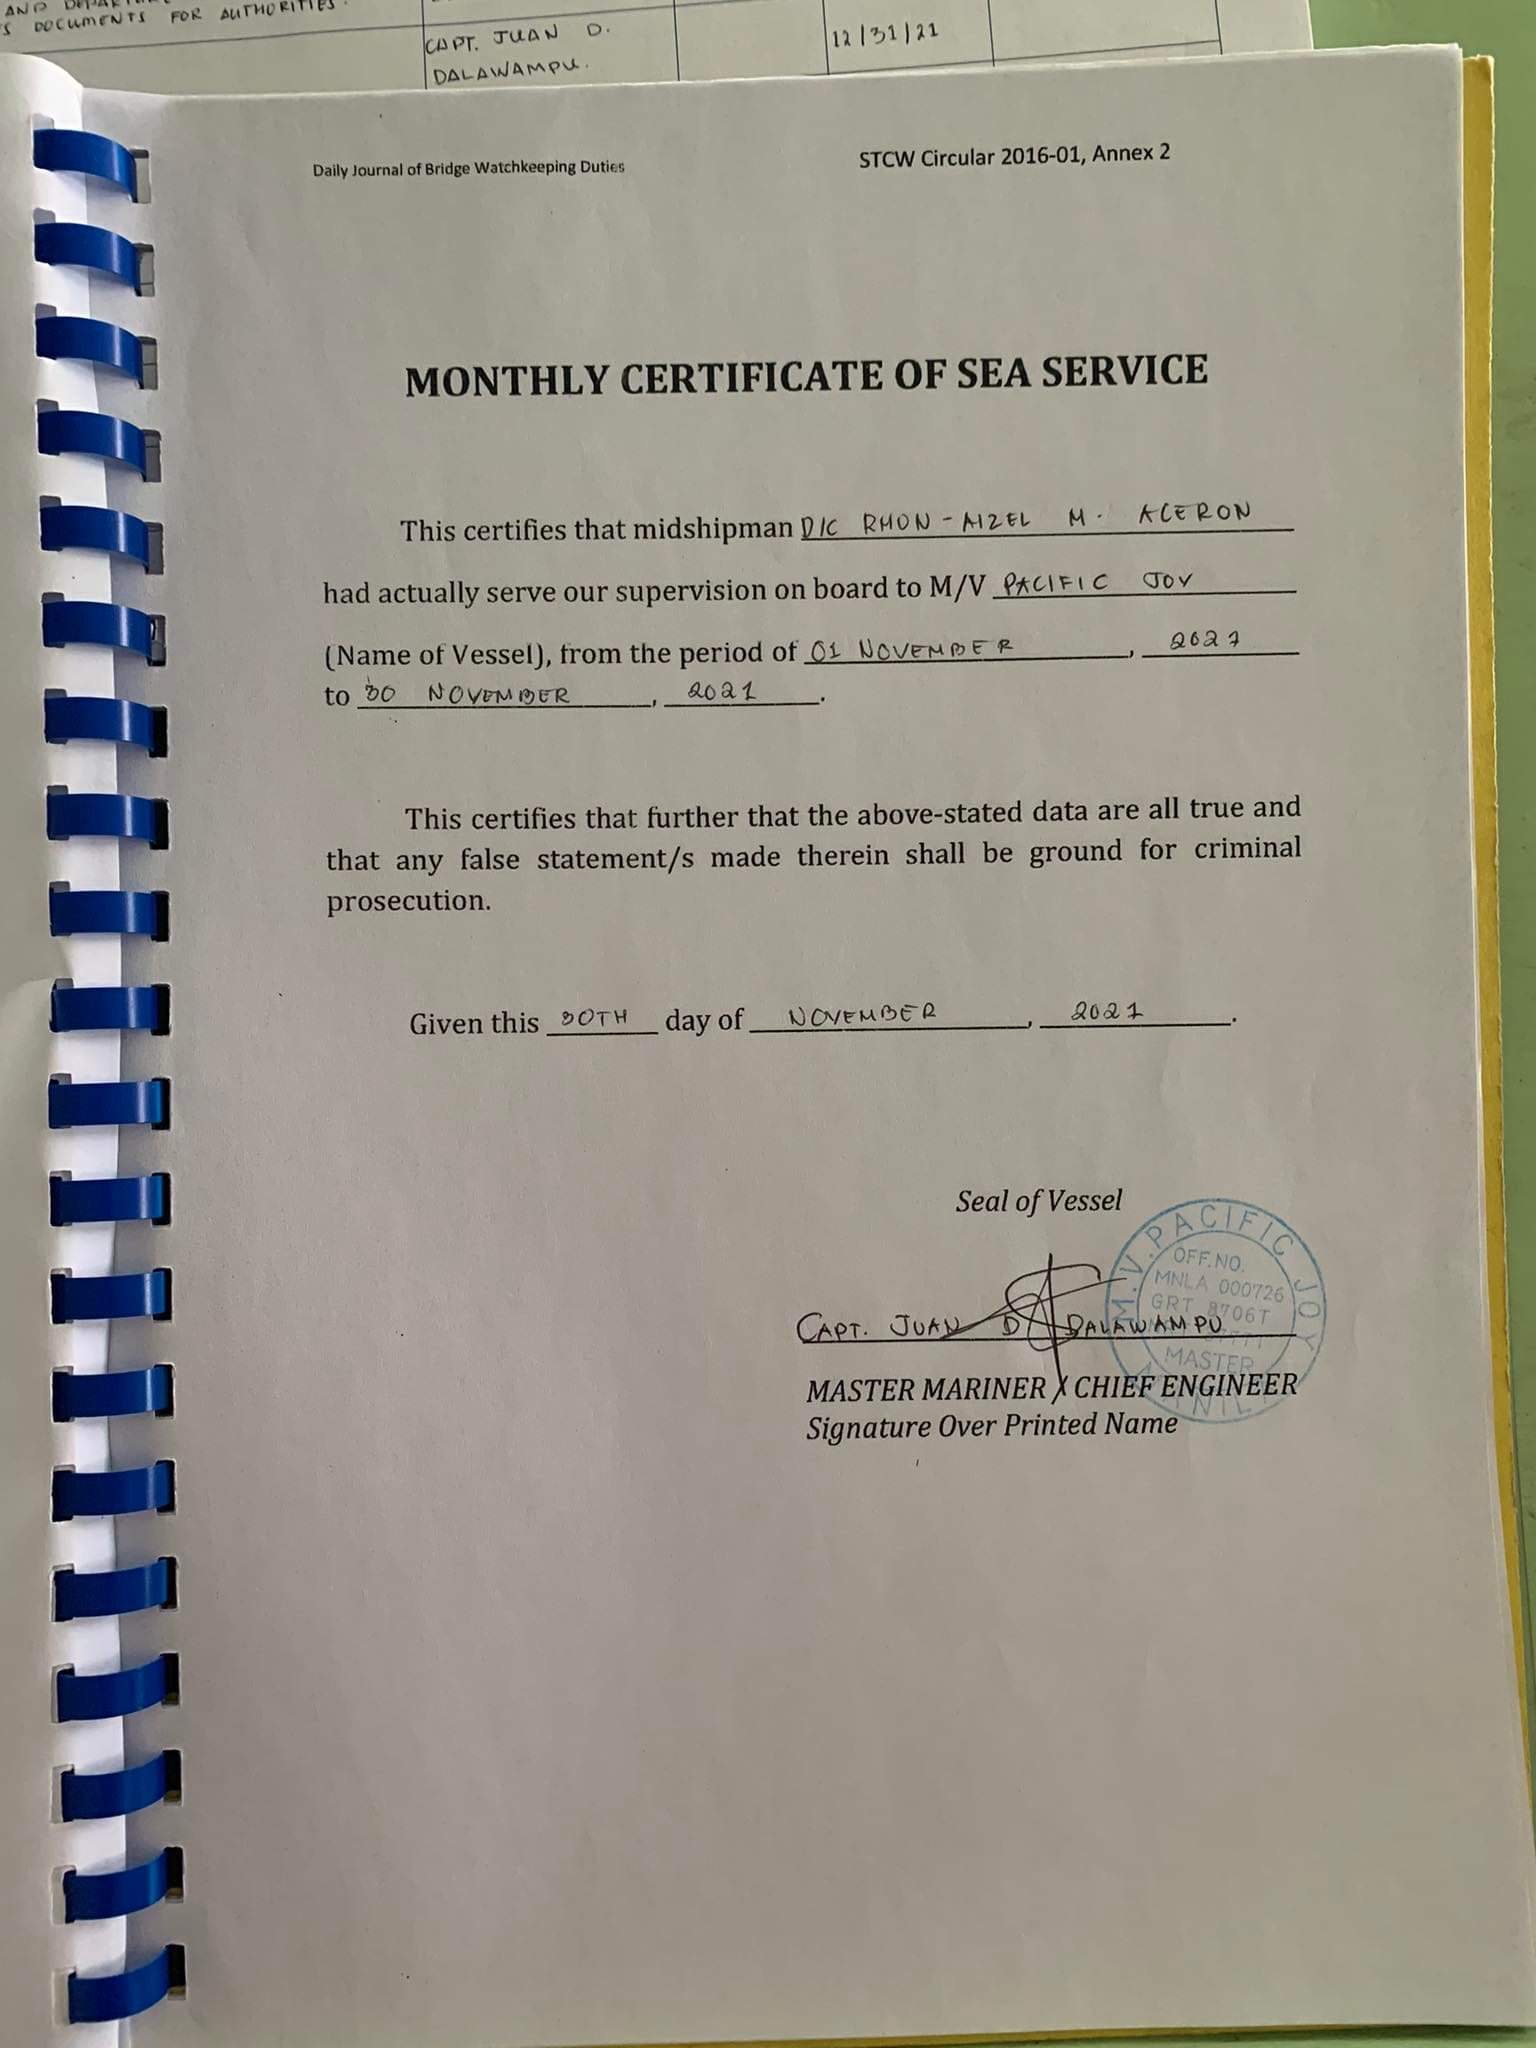 AND
S DOCUMENTS FOR AUTHORITIES.
CAPT. JUAN D.
DALAWAMPU.
12/31/21
Daily Journal of Bridge Watchkeeping Duties
STCW Circular 2016-01, Annex 2
MONTHLY CERTIFICATE OF SEA SERVICE
This certifies that midshipman D/C RHON-AIZEL M. ACERON
had actually serve our supervision on board to M/V PACIFIC JOY
(Name of Vessel), from the period of 01 NOVEMBER, 2021
to 30 NOVEMBER, 2021.
This certifies that further that the above-stated data are all true and
that any false statement/s made therein shall be ground for criminal
prosecution.
Given this 30TH day of NOVEMBER, 2021.
Seal of Vessel
M.V. PACIFIC JOY
OFF.NO.
MNLA 000726
GRT 8706T
MASTER
CAPT. JUAN D. DALAWAMPU
MASTER MARINER / CHIEF ENGINEER
Signature Over Printed Name